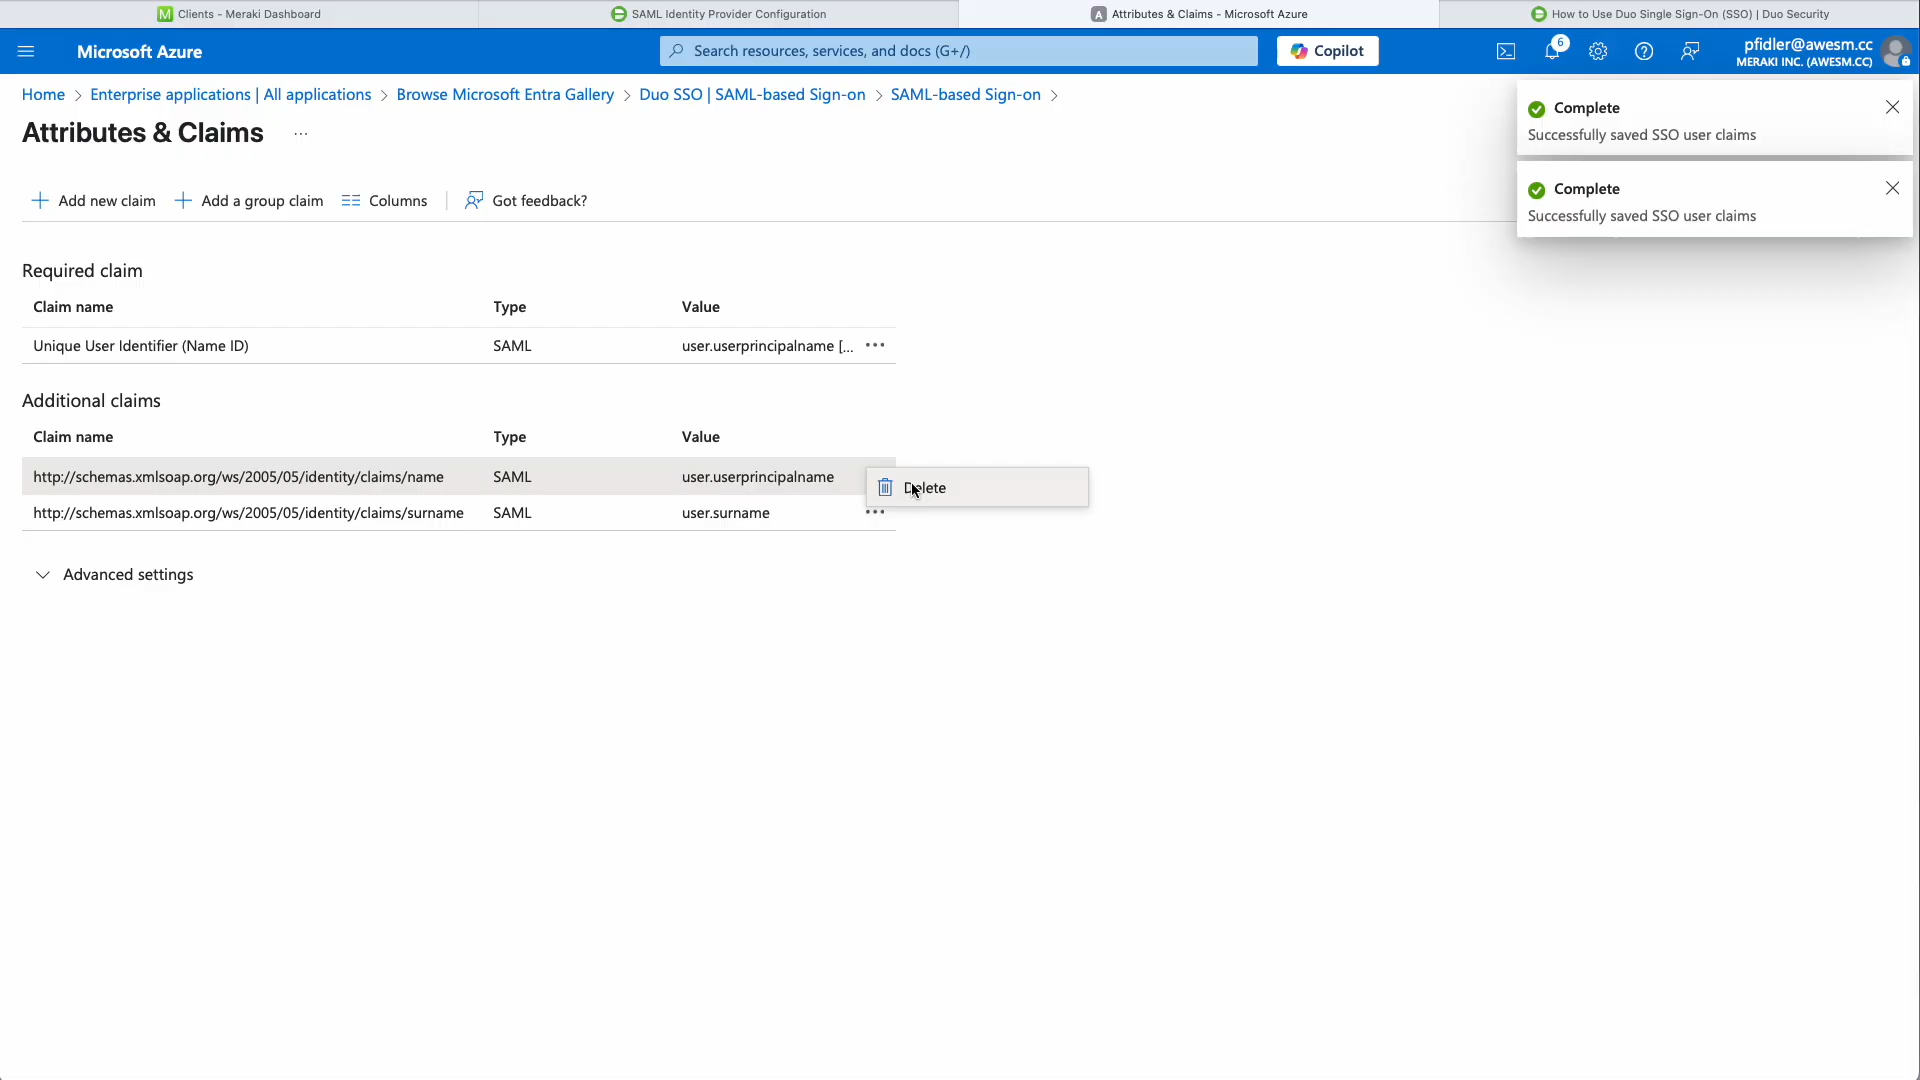 Clients - Meraki Dashboard
SAML Identity Provider Configuration
Attributes & Claims - Microsoft Azure
How to Use Duo Single Sign-On (SSO) | Duo Security
Microsoft Azure
Search resources, services, and docs (G+/)
Copilot
6
pfidler@awesm.cc
MERAKI INC. (AWESM.CC)
Home > Enterprise applications | All applications > Browse Microsoft Entra Gallery > Duo SSO | SAML-based Sign-on > SAML-based Sign-on >
Attributes & Claims ...
Complete
Successfully saved SSO user claims
Complete
Successfully saved SSO user claims
Add new claim
Add a group claim
Columns
Got feedback?
Required claim
Claim name Type Value
Unique User Identifier (Name ID) SAML user.userprincipalname [... •••
Additional claims
Claim name Type Value
http://schemas.xmlsoap.org/ws/2005/05/identity/claims/name SAML user.userprincipalname
Delete
http://schemas.xmlsoap.org/ws/2005/05/identity/claims/surname SAML user.surname •••
Advanced settings